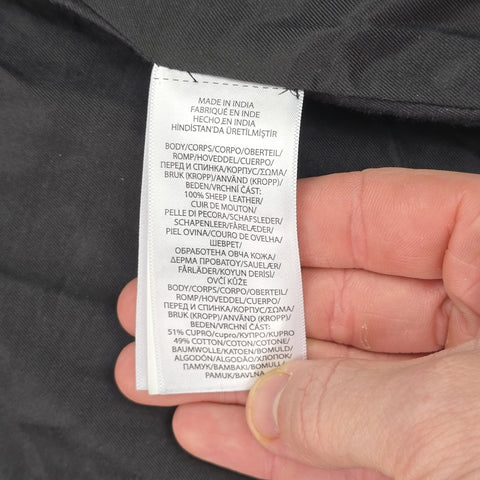 MADE IN INDIA
FABRIQUÉ EN INDE
HECHO EN INDIA
HİNDİSTAN'DA ÜRETİLMİŞTİR
BODY/CORPS/CORPO/OBERTEIL/
ROMP/HOVEDDEL/CUERPO/
ПЕРЕД И СПИНКА/КОРПУС/ΣΩΜΑ/
BRUK (KROPP)/ANVÄND (KROPP)/
BEDEN/VRCHNÍ ČÁST:
100% SHEEP LEATHER/
CUIR DE MOUTON/
PELLE DI PECORA/SCHAFSLEDER/
SCHAPENLEER/FÅRELÆDER/
PIEL OVINA/COURO DE OVELHA/
ШЕВРЕТ/
ОБРАБОТЕНА ОВЧА КОЖА/
ΔΕΡΜΑ ΠΡΟΒΑΤΟΥ/SAUELÆR/
FÅRLÄDER/KOYUN DERİSİ/
OVČÍ KŮŽE
BODY/CORPS/CORPO/OBERTEIL/
ROMP/HOVEDDEL/CUERPO/
ПЕРЕД И СПИНКА/КОРПУС/ΣΩΜΑ/
BRUK (KROPP)/ANVÄND (KROPP)/
BEDEN/VRCHNÍ ČÁST:
51% CUPRO/cupro/КУПРО/KUPRO
49% COTTON/COTON/COTONE/
BAUMWOLLE/KATOEN/BOMULD/
ALGODÓN/ALGODÃO/ХЛОПОК/
ПАМУК/ΒΑΜΒΑΚΙ/BOMULL/
PAMUK/BAVLNA